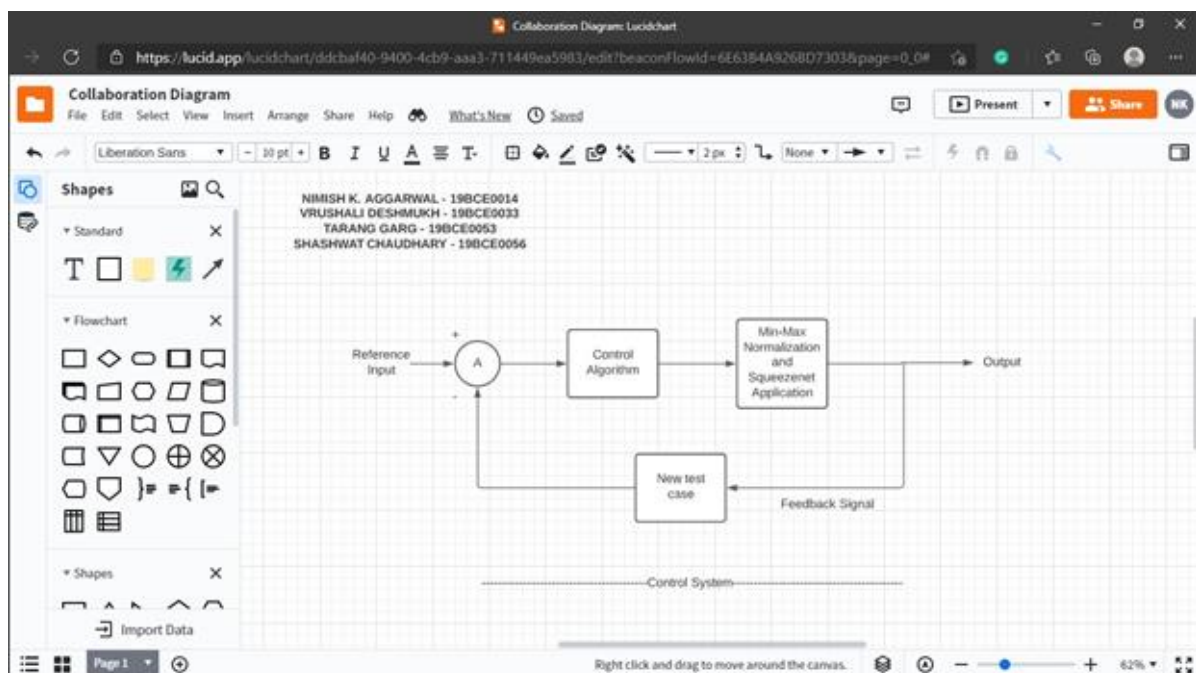 Collaboration Diagram: Lucidchart
https://lucid.app/lucidchart/ddcbaf40-9400-4cb9-aaa3-711449ea5983/edit?beaconFlowId=6E63B4A926BD7303&page=0_0#
Collaboration Diagram
File Edit Select View Insert Arrange Share Help What's New Saved
Present
Share
NK
Liberation Sans - 10 pt + B I U A T 2 px None
Shapes
NIMISH K. AGGARWAL - 19BCE0014
VRUSHALI DESHMUKH - 19BCE0033
TARANG GARG - 19BCE0053
SHASHWAT CHAUDHARY - 19BCE0056
Standard
T
Flowchart
Shapes
Import Data
+
Reference
Input
A
-
Control
Algorithm
Min-Max
Normalization
and
Squeezenet
Application
Output
New test
case
Feedback Signal
Control System
Page 1
Right click and drag to move around the canvas.
62%